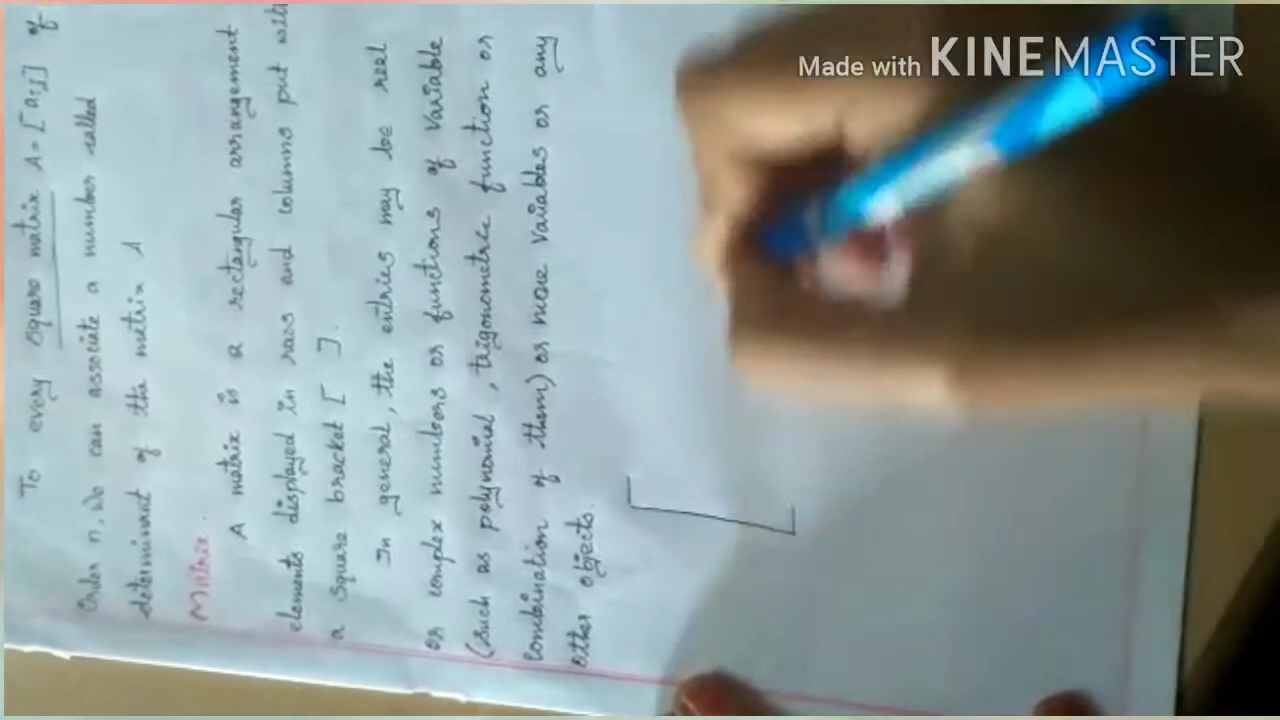 To every square matrix A = [aij] of
Order n, we can associate a number called
determinant of the matrix A
Matrix.
A matrix is a rectangular arrangement
elements displayed in rows and columns put with
a square bracket [ ].
In general, the entries may be real
or complex numbers or functions of Variable
(such as polynomial, trigonometric function or
combination of them) or more Variables or any
other objects.
[
Made with KINEMASTER